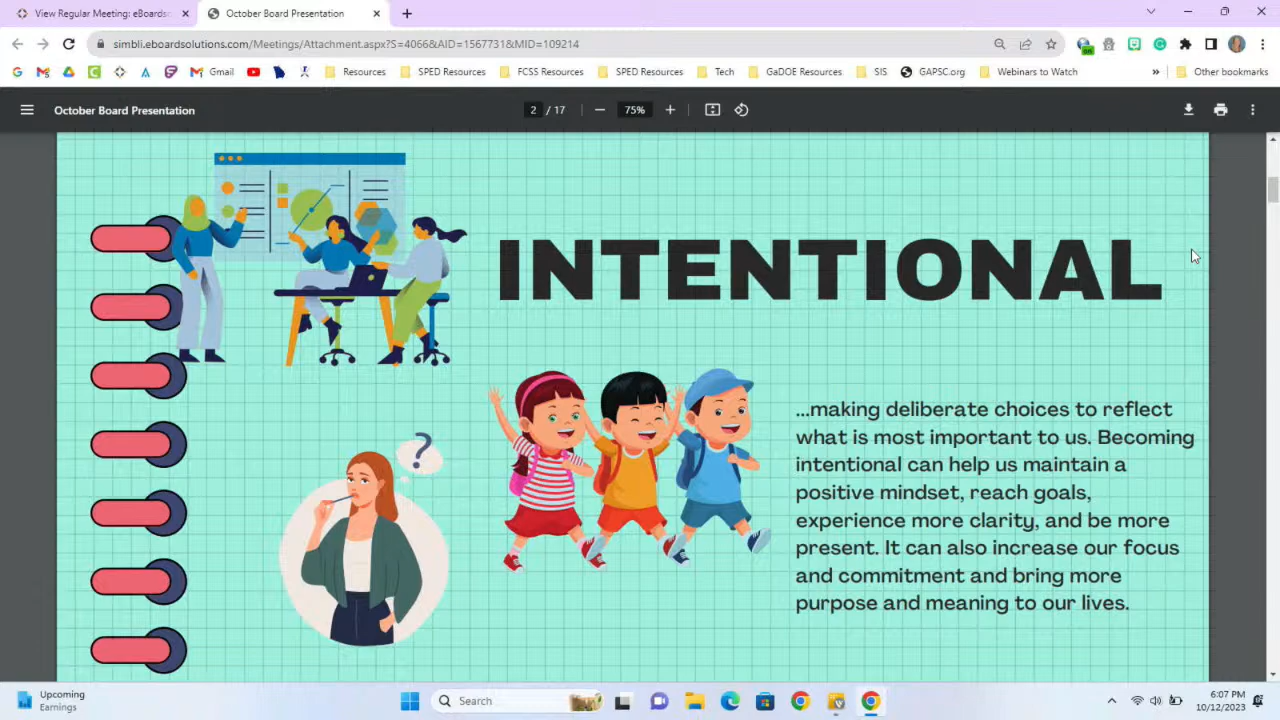 View Regular Meeting: eBoards
October Board Presentation
simbli.eboardsolutions.com/Meetings/Attachment.aspx?S=4066&AID=1567731&MID=109214
Gmail
Resources
SPED Resources
FCSS Resources
SPED Resources
Tech
GaDOE Resources
SIS
GAPSC.org
Webinars to Watch
»
Other bookmarks
October Board Presentation
2 / 17
75%
INTENTIONAL
?
...making deliberate choices to reflect
what is most important to us. Becoming
intentional can help us maintain a
positive mindset, reach goals,
experience more clarity, and be more
present. It can also increase our focus
and commitment and bring more
purpose and meaning to our lives.
Upcoming
Earnings
Search
6:07 PM
10/12/2023